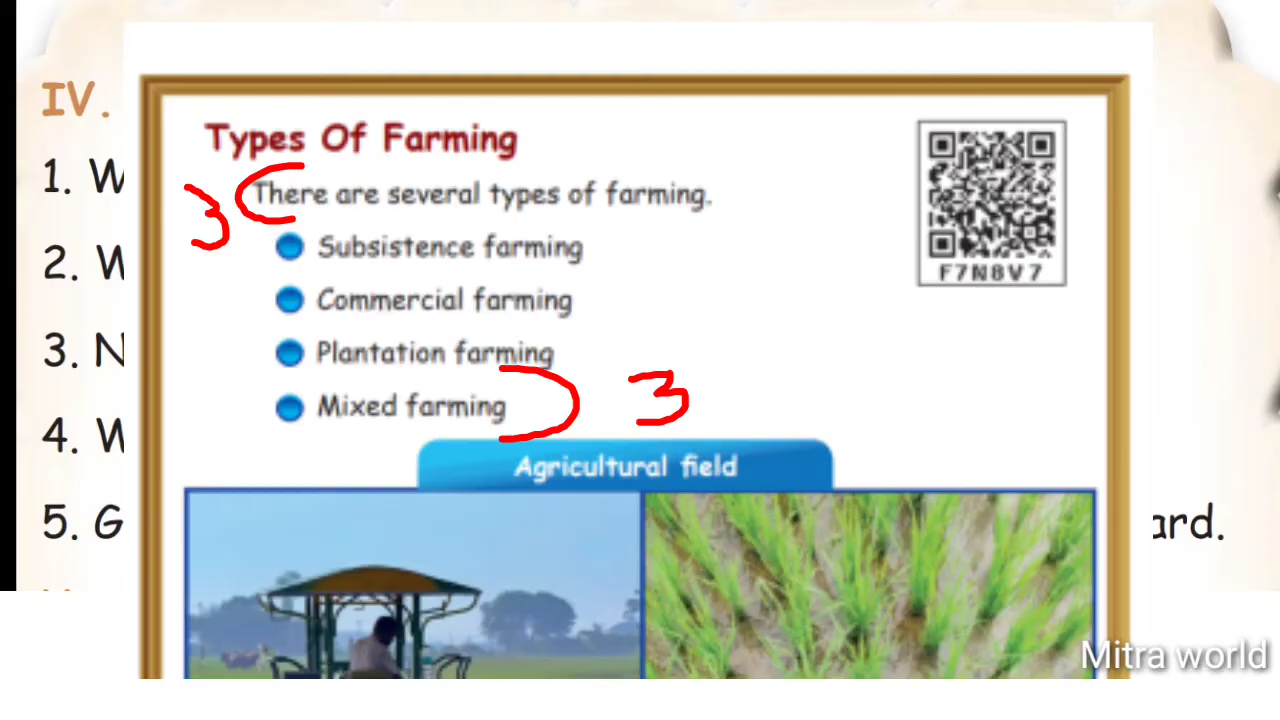 IV.
1. W
2. W
3. N
4. W
5. G
ard.
Types Of Farming
There are several types of farming.
3
Subsistence farming
Commercial farming
Plantation farming
Mixed farming
3
F7N8V7
Agricultural field
Mitra world